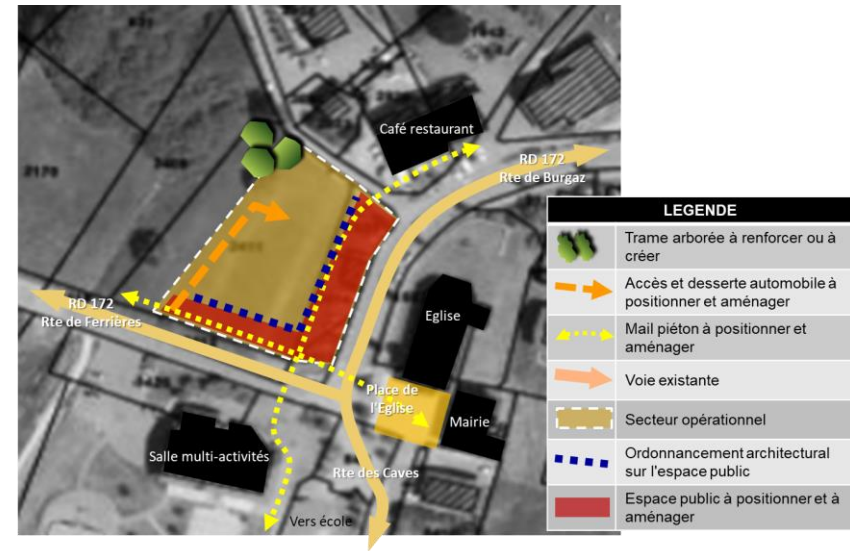 Café restaurant
RD 172
Rte de Burgaz
RD 172
Rte de Ferrières
Eglise
Place de
l'Eglise
Mairie
Salle multi-activités
Rte des Caves
Vers école
LEGENDE
Trame arborée à renforcer ou à
créer
Accès et desserte automobile à
positionner et aménager
Mail piéton à positionner et
aménager
Voie existante
Secteur opérationnel
Ordonnancement architectural
sur l'espace public
Espace public à positionner et à
aménager